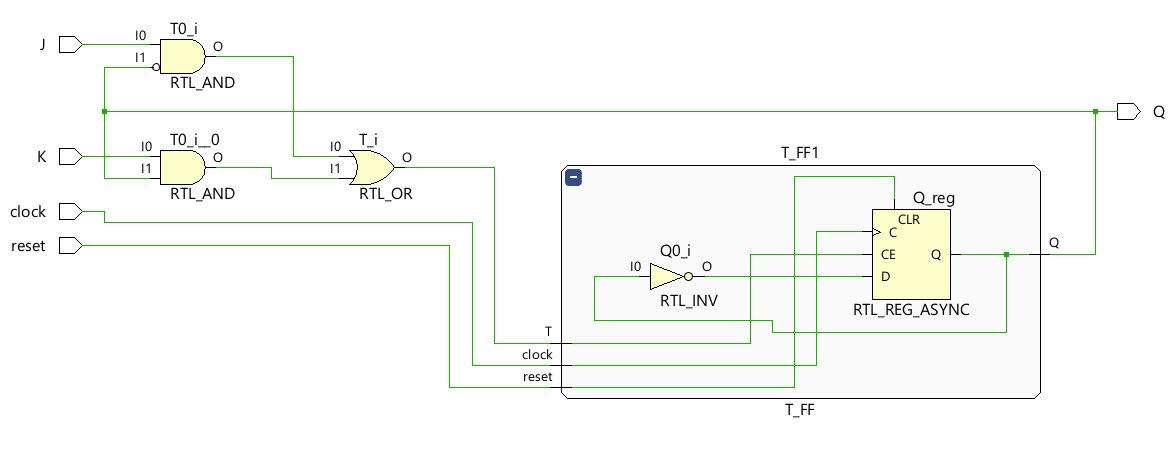 T0_i
J
I0
I1
O
RTL_AND
Q
T0_i__0
K
I0
I1
O
RTL_AND
T_i
I0
I1
O
RTL_OR
clock
reset
T_FF1
Q_reg
CLR
C
CE
D
Q
RTL_REG_ASYNC
Q0_i
I0
O
RTL_INV
Q
T
clock
reset
T_FF